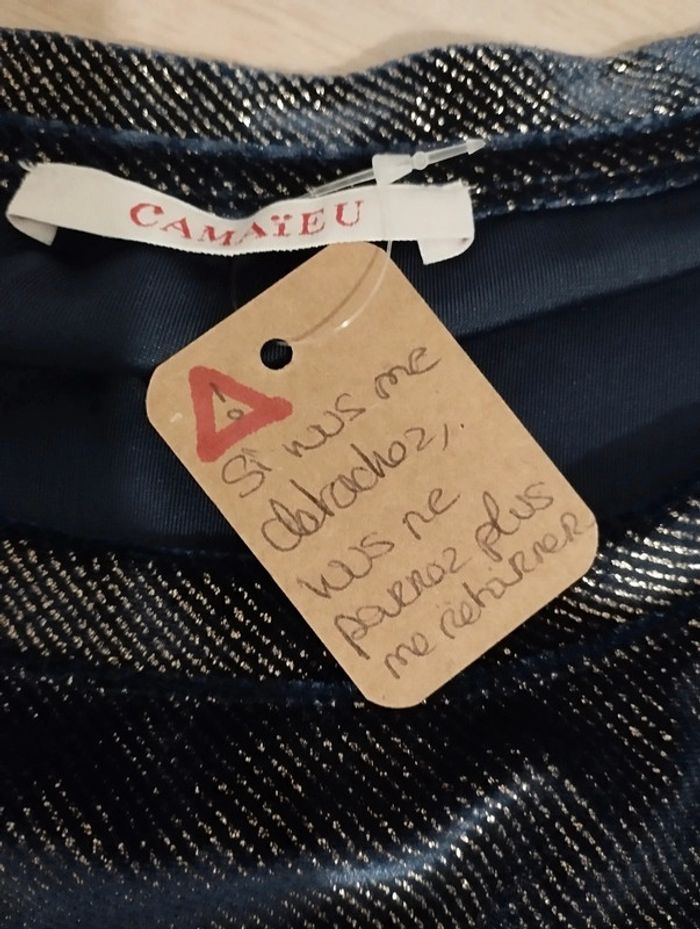 CAMAÏEU
!
Si vous me
détachez,
vous ne
pourrez plus
me retourner